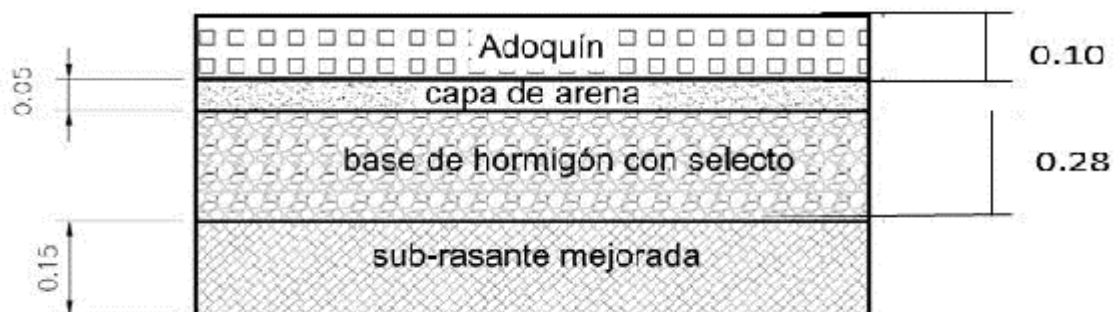 Adoquín
0.10
0.05
capa de arena
base de hormigón con selecto
0.28
0.15
sub-rasante mejorada